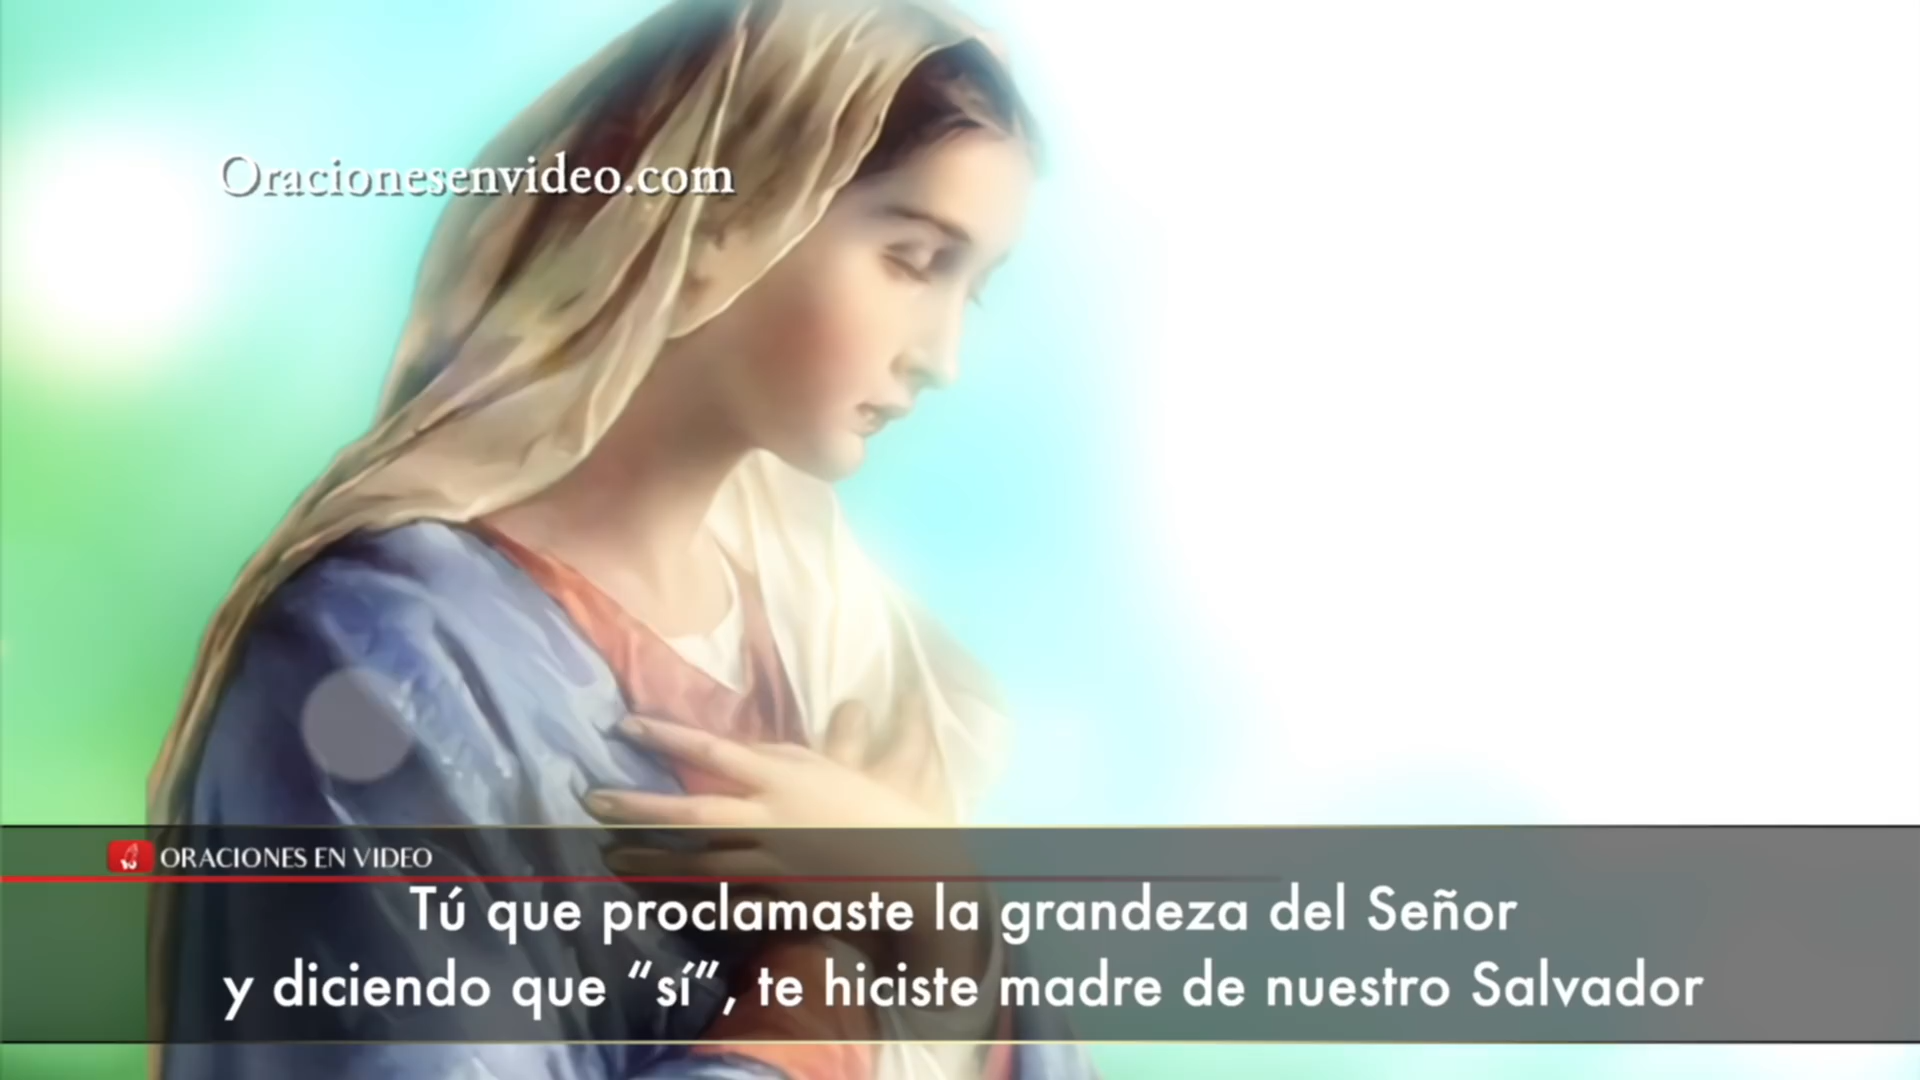 Oracionesenvideo.com
ORACIONES EN VIDEO
Tú que proclamaste la grandeza del Señor
y diciendo que “sí”, te hiciste madre de nuestro Salvador